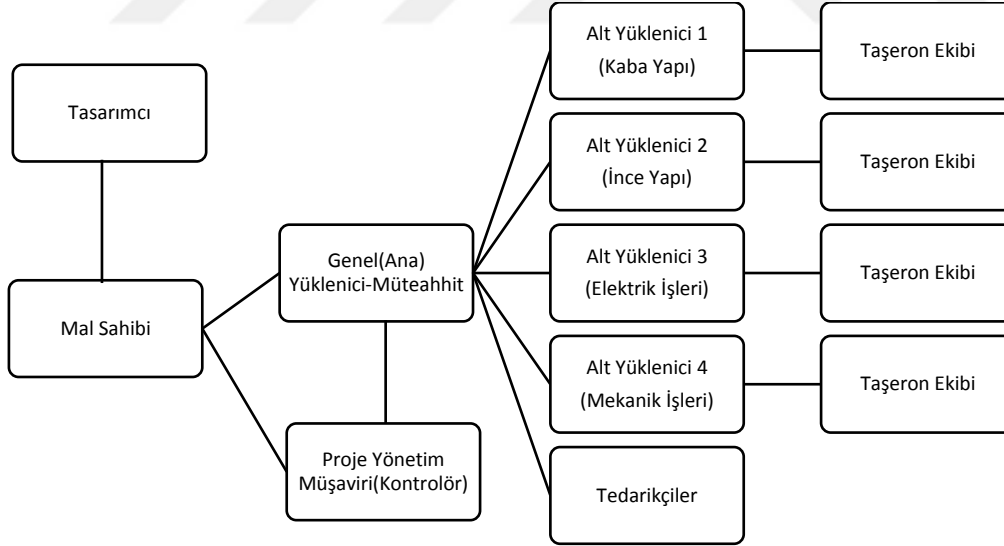 Tasarımcı
Mal Sahibi
Genel(Ana)
Yüklenici-Müteahhit
Proje Yönetim
Müşaviri(Kontrolör)
Alt Yüklenici 1
(Kaba Yapı)
Taşeron Ekibi
Alt Yüklenici 2
(İnce Yapı)
Taşeron Ekibi
Alt Yüklenici 3
(Elektrik İşleri)
Taşeron Ekibi
Alt Yüklenici 4
(Mekanik İşleri)
Taşeron Ekibi
Tedarikçiler